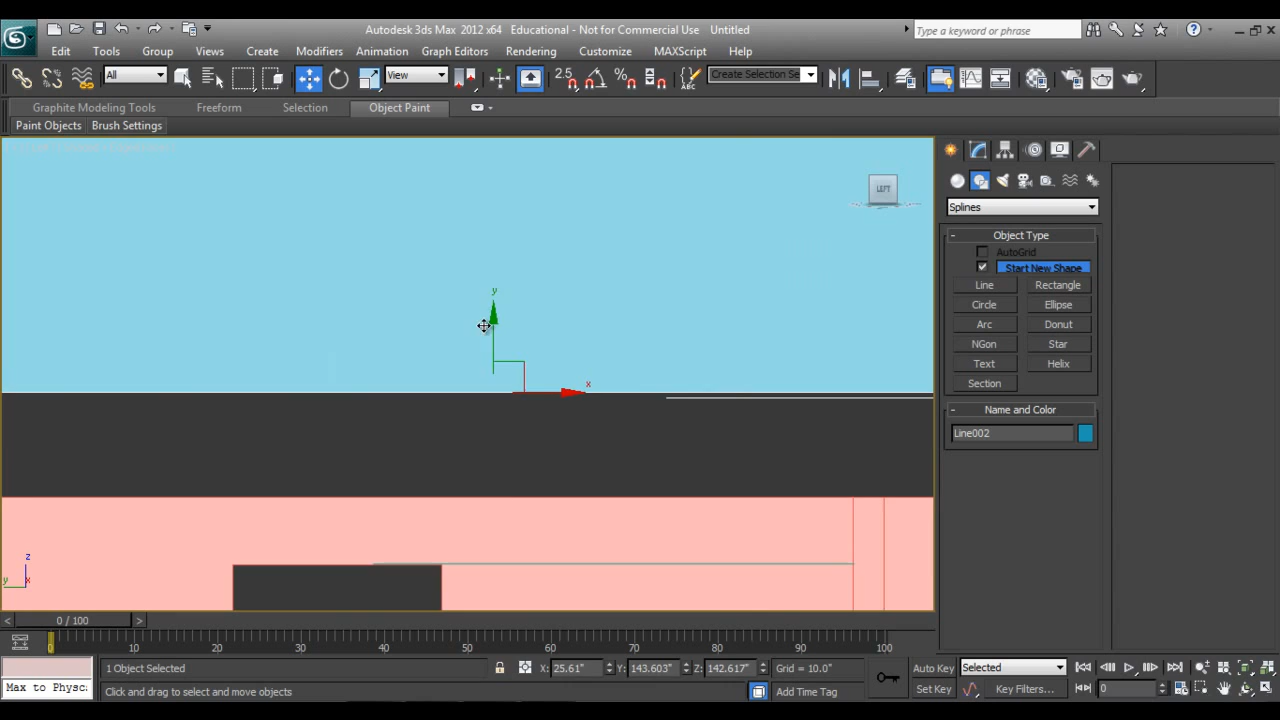 Autodesk 3ds Max 2012 x64 Educational - Not for Commercial Use Untitled
Type a keyword or phrase
Edit Tools Group Views Create Modifiers Animation Graph Editors Rendering Customize MAXScript Help
All View 2.5 Create Selection Se
Graphite Modeling Tools Freeform Selection Object Paint
Paint Objects Brush Settings
LEFT
Splines
Object Type
AutoGrid
Start New Shape
Line Rectangle
Circle Ellipse
Arc Donut
NGon Star
Text Helix
Section
Name and Color
Line002
y
x
z
y x
0 / 100
0 10 20 30 40 50 60 70 80 90 100
1 Object Selected X: 25.61" Y: 143.603" Z: 142.617" Grid = 10.0" Auto Key Selected
Max to Physc Click and drag to select and move objects Add Time Tag Set Key Key Filters... 0